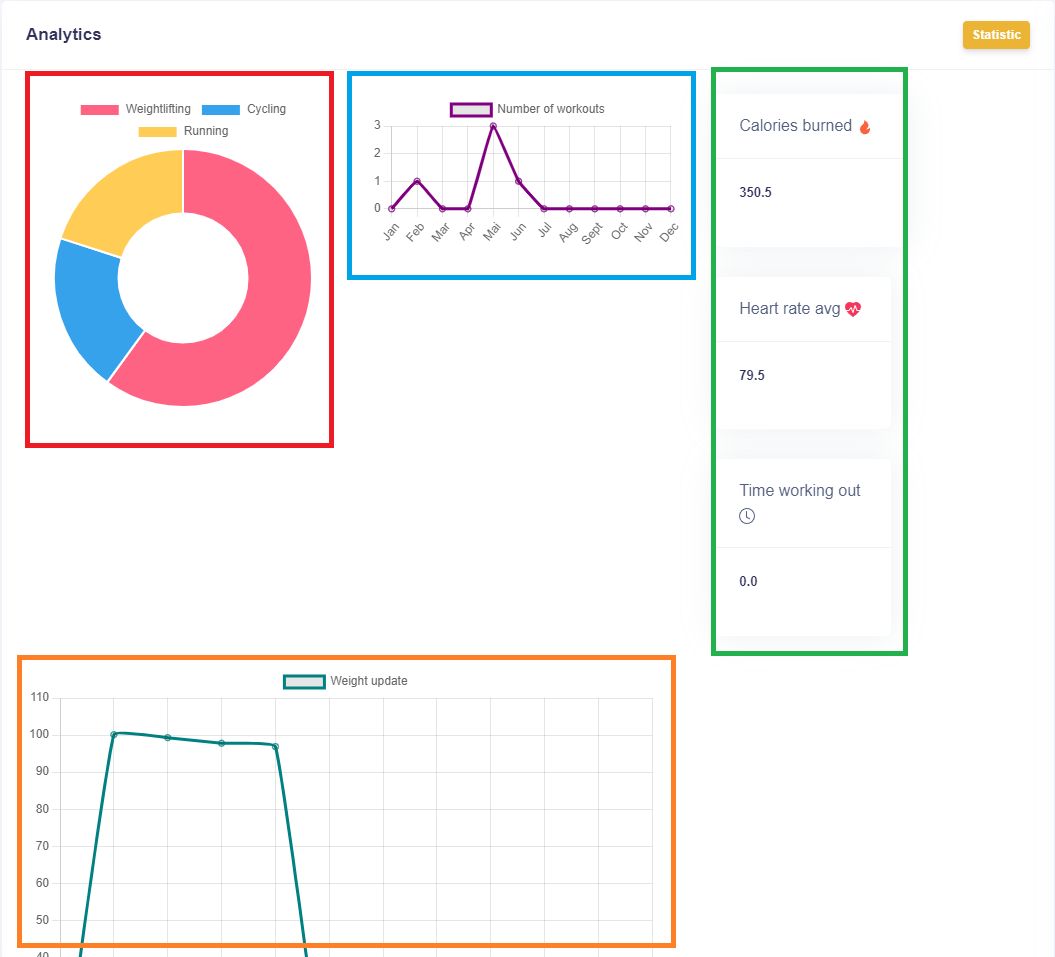 Analytics
Statistic
Weightlifting Cycling
Running
Number of workouts
3
2
1
0
Jan Feb Mar Apr Mai Jun Jul Aug Sept Oct Nov Dec
Calories burned
350.5
Heart rate avg
79.5
Time working out
0.0
Weight update
110
100
90
80
70
60
50
40